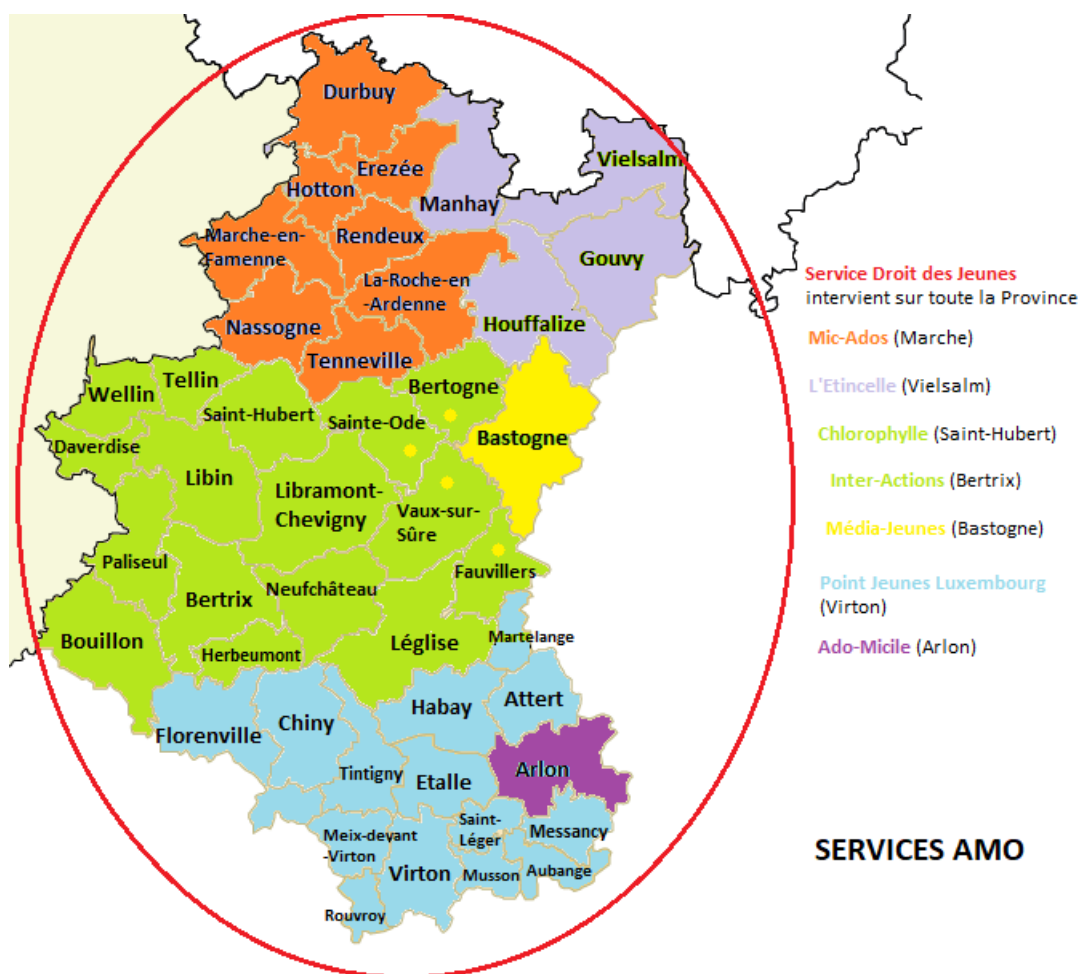 Durbuy
Vielsalm
Erezée
Hotton
Manhay
Marche-en-
Famenne
Rendeux
Gouvy
La-Roche-en
-Ardenne
Nassogne
Houffalize
Tenneville
Wellin
Tellin
Bertogne
Saint-Hubert
Sainte-Ode
Daverdise
Bastogne
Libin
Libramont-
Chevigny
Vaux-sur-
Sûre
Paliseul
Fauvillers
Bertrix
Neufchâteau
Bouillon
Herbeumont
Léglise
Martelange
Florenville
Chiny
Habay
Attert
Tintigny
Etalle
Arlon
Saint-
Léger
Messancy
Meix-devant
-Virton
Virton
Musson
Aubange
Rouvroy
Service Droit des Jeunes
intervient sur toute la Province
Mic-Ados (Marche)
L'Etincelle (Vielsalm)
Chlorophylle (Saint-Hubert)
Inter-Actions (Bertrix)
Média-Jeunes (Bastogne)
Point Jeunes Luxembourg
(Virton)
Ado-Micile (Arlon)
SERVICES AMO